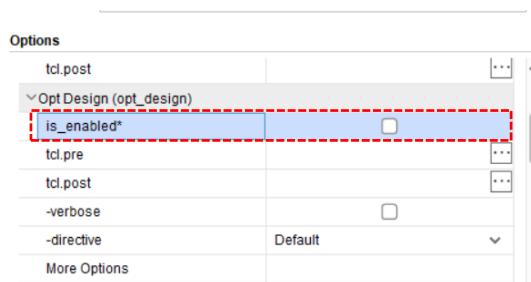 Options
tcl.post
Opt Design (opt_design)
is_enabled*
tcl.pre
tcl.post
-verbose
-directive Default
More Options